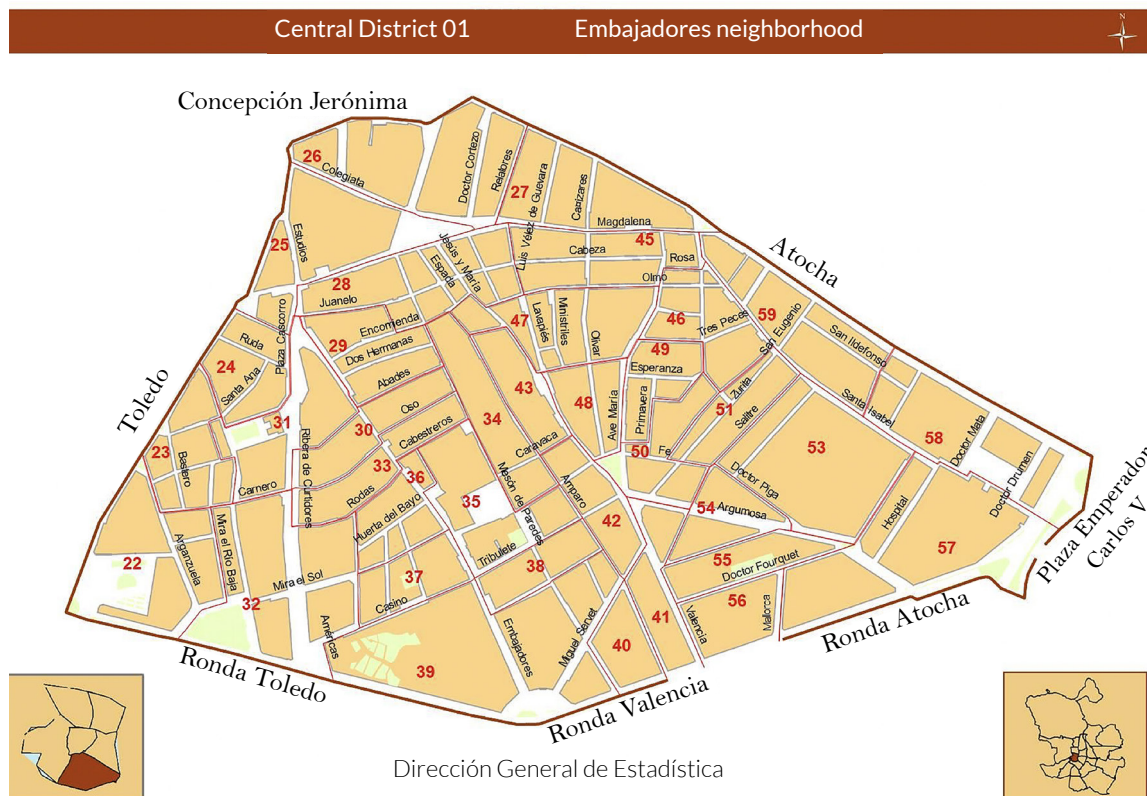 Central District 01 Embajadores neighborhood
N
Concepción Jerónima
26
Colegiata
Doctor Cortezo
Relatores
27
Luis Vélez de Guevara
Cañizares
Magdalena
45
Rosa
Atocha
25
Estudios
Jesús y María
Espada
Cabeza
Olmo
28
Juanelo
Encomienda
47
Lavapiés
Ministriles
Olivar
46
Tres Peces
59
San Eugenio
San Ildefonso
Ruda
Plaza Cascorro
29
Dos Hermanas
24
Santa Ana
Abades
43
49
Esperanza
Zurita
Santa Isabel
Toledo
31
Oso
34
48
Ave María
Primavera
51
Salitre
30
Cabestreros
58
Doctor Mata
23
Bastero
Ribera de Curtidores
33
36
Caravaca
50
Fe
53
Doctor Drumen
Carnero
Rodas
35
Mesón de Paredes
Amparo
Doctor Piga
Plaza Emperador
Carlos V
Huerta del Bayo
42
54
Argumosa
Hospital
Mira el Río Baja
Arganzuela
22
Tribulete
38
55
Doctor Fourquet
57
Mira el Sol
37
Casino
32
56
Américas
Embajadores
Miguel Servet
41
Valencia
Mallorca
Ronda Atocha
39
40
Ronda Toledo
Ronda Valencia
Dirección General de Estadística